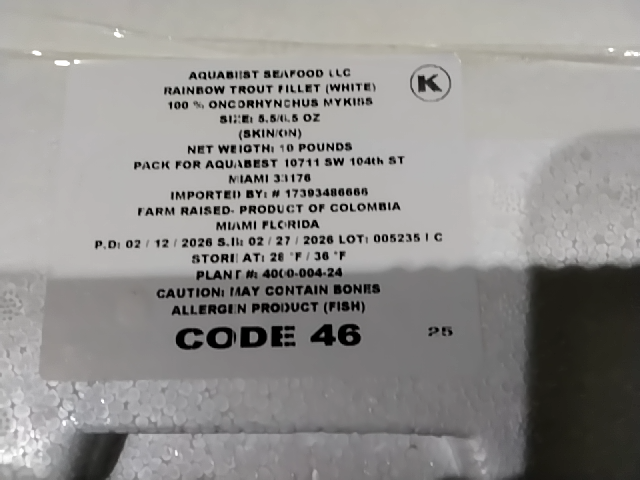 AQUABEST SEAFOOD LLC
K
RAINBOW TROUT FILLET (WHITE)
100 % ONCORHYNCHUS MYKISS
SIZE: 5.5/6.5 OZ
(SKIN/ON)
NET WEIGTH: 10 POUNDS
PACK FOR AQUABEST 10711 SW 104th ST
MIAMI 33176
IMPORTED BY: # 17393486666
FARM RAISED- PRODUCT OF COLOMBIA
MIAMI FLORIDA
P.D: 02 / 12 / 2026 S.B: 02 / 27 / 2026 LOT: 005235 C
STORE AT: 28 °F / 36 °F
PLANT #: 4000-004-24
CAUTION: MAY CONTAIN BONES
ALLERGEN PRODUCT (FISH)
CODE 46
25